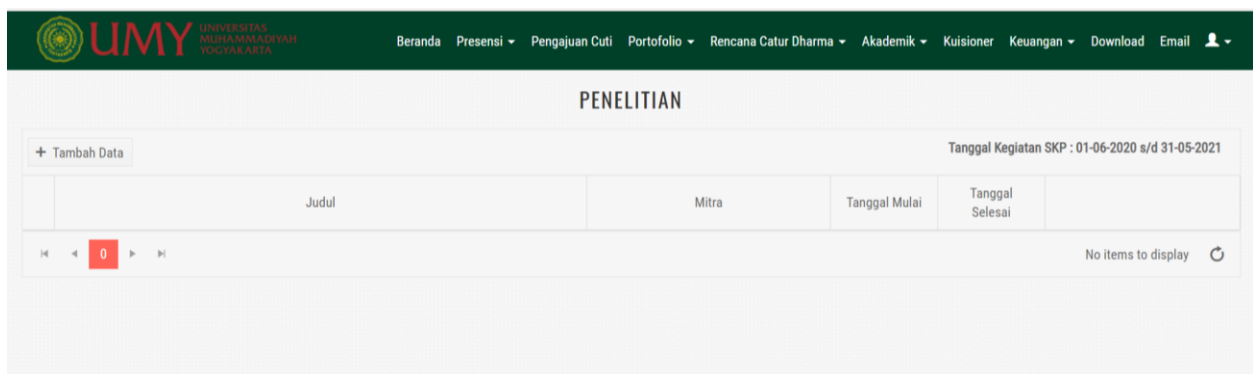 UMY UNIVERSITAS
MUHAMMADIYAH
YOGYAKARTA
Beranda Presensi Pengajuan Cuti Portofolio Rencana Catur Dharma Akademik Kuisioner Keuangan Download Email
PENELITIAN
+ Tambah Data
Tanggal Kegiatan SKP : 01-06-2020 s/d 31-05-2021
Judul Mitra Tanggal Mulai Tanggal
Selesai
0
No items to display